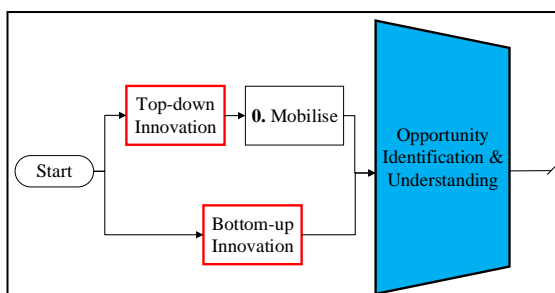 Top-down
Innovation
0. Mobilise
Start
Bottom-up
Innovation
Opportunity
Identification &
Understanding